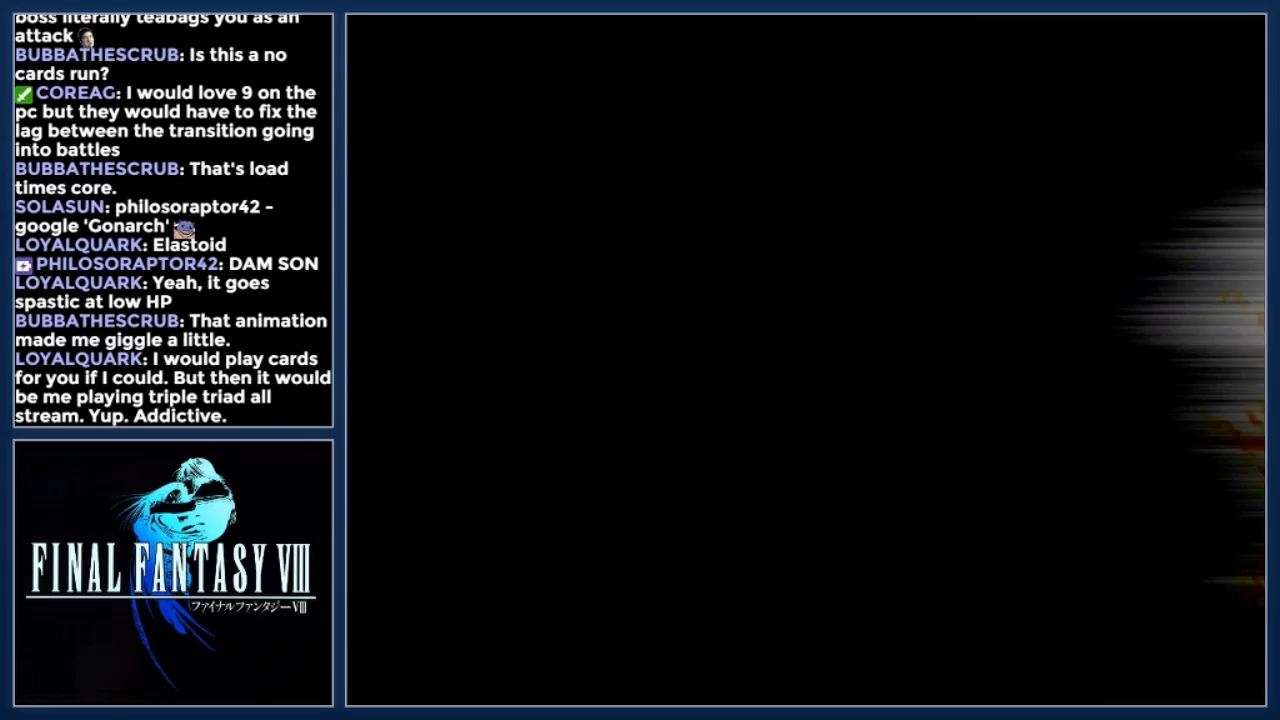 boss literally teabags you as an
attack
BUBBATHESCRUB: Is this a no
cards run?
COREAG: I would love 9 on the
pc but they would have to fix the
lag between the transition going
into battles
BUBBATHESCRUB: That's load
times core.
SOLASUN: philosoraptor42 -
google 'Gonarch'
LOYALQUARK: Elastoid
PHILOSORAPTOR42: DAM SON
LOYALQUARK: Yeah, it goes
spastic at low HP
BUBBATHESCRUB: That animation
made me giggle a little.
LOYALQUARK: I would play cards
for you if I could. But then it would
be me playing triple triad all
stream. Yup. Addictive.
FINAL FANTASY VIII
ファイナルファンタジーVIII